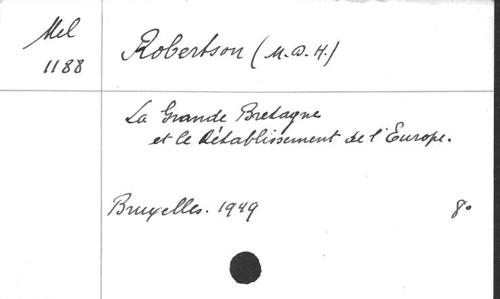 Mel
1188
Robertson (M.D.H.)
La Grande Bretagne
et le Rétablissement de l'Europe.
Bruxelles. 1949 8°